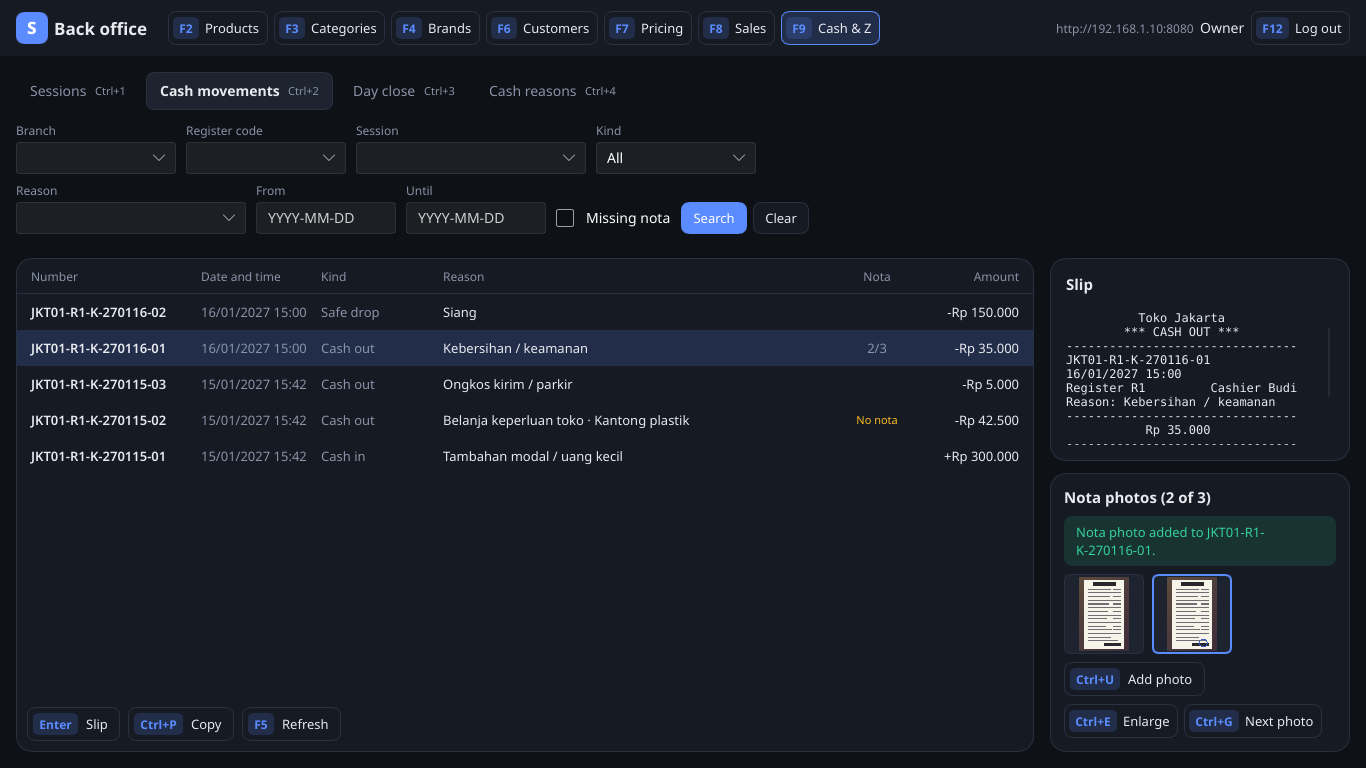 S Back office F2 Products F3 Categories F4 Brands F6 Customers F7 Pricing F8 Sales F9 Cash & Z http://192.168.1.10:8080 Owner F12 Log out
Sessions Ctrl+1 Cash movements Ctrl+2 Day close Ctrl+3 Cash reasons Ctrl+4
Branch Register code Session Kind
All
Reason From Until
YYYY-MM-DD YYYY-MM-DD Missing nota Search Clear
Number Date and time Kind Reason Nota Amount
JKT01-R1-K-270116-02 16/01/2027 15:00 Safe drop Siang -Rp 150.000
JKT01-R1-K-270116-01 16/01/2027 15:00 Cash out Kebersihan / keamanan 2/3 -Rp 35.000
JKT01-R1-K-270115-03 15/01/2027 15:42 Cash out Ongkos kirim / parkir -Rp 5.000
JKT01-R1-K-270115-02 15/01/2027 15:42 Cash out Belanja keperluan toko · Kantong plastik No nota -Rp 42.500
JKT01-R1-K-270115-01 15/01/2027 15:42 Cash in Tambahan modal / uang kecil +Rp 300.000
Enter Slip Ctrl+P Copy F5 Refresh
Slip
Toko Jakarta
*** CASH OUT ***
--------------------------------
JKT01-R1-K-270116-01
16/01/2027 15:00
Register R1 Cashier Budi
Reason: Kebersihan / keamanan
--------------------------------
Rp 35.000
--------------------------------
Nota photos (2 of 3)
Nota photo added to JKT01-R1-
K-270116-01.
Ctrl+U Add photo
Ctrl+E Enlarge Ctrl+G Next photo